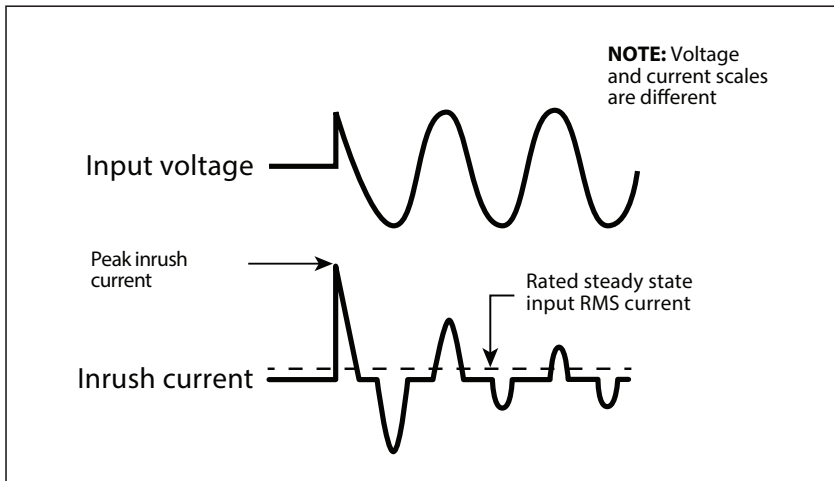 NOTE: Voltage
and current scales
are different
Input voltage
Peak inrush
current
Rated steady state
input RMS current
Inrush current